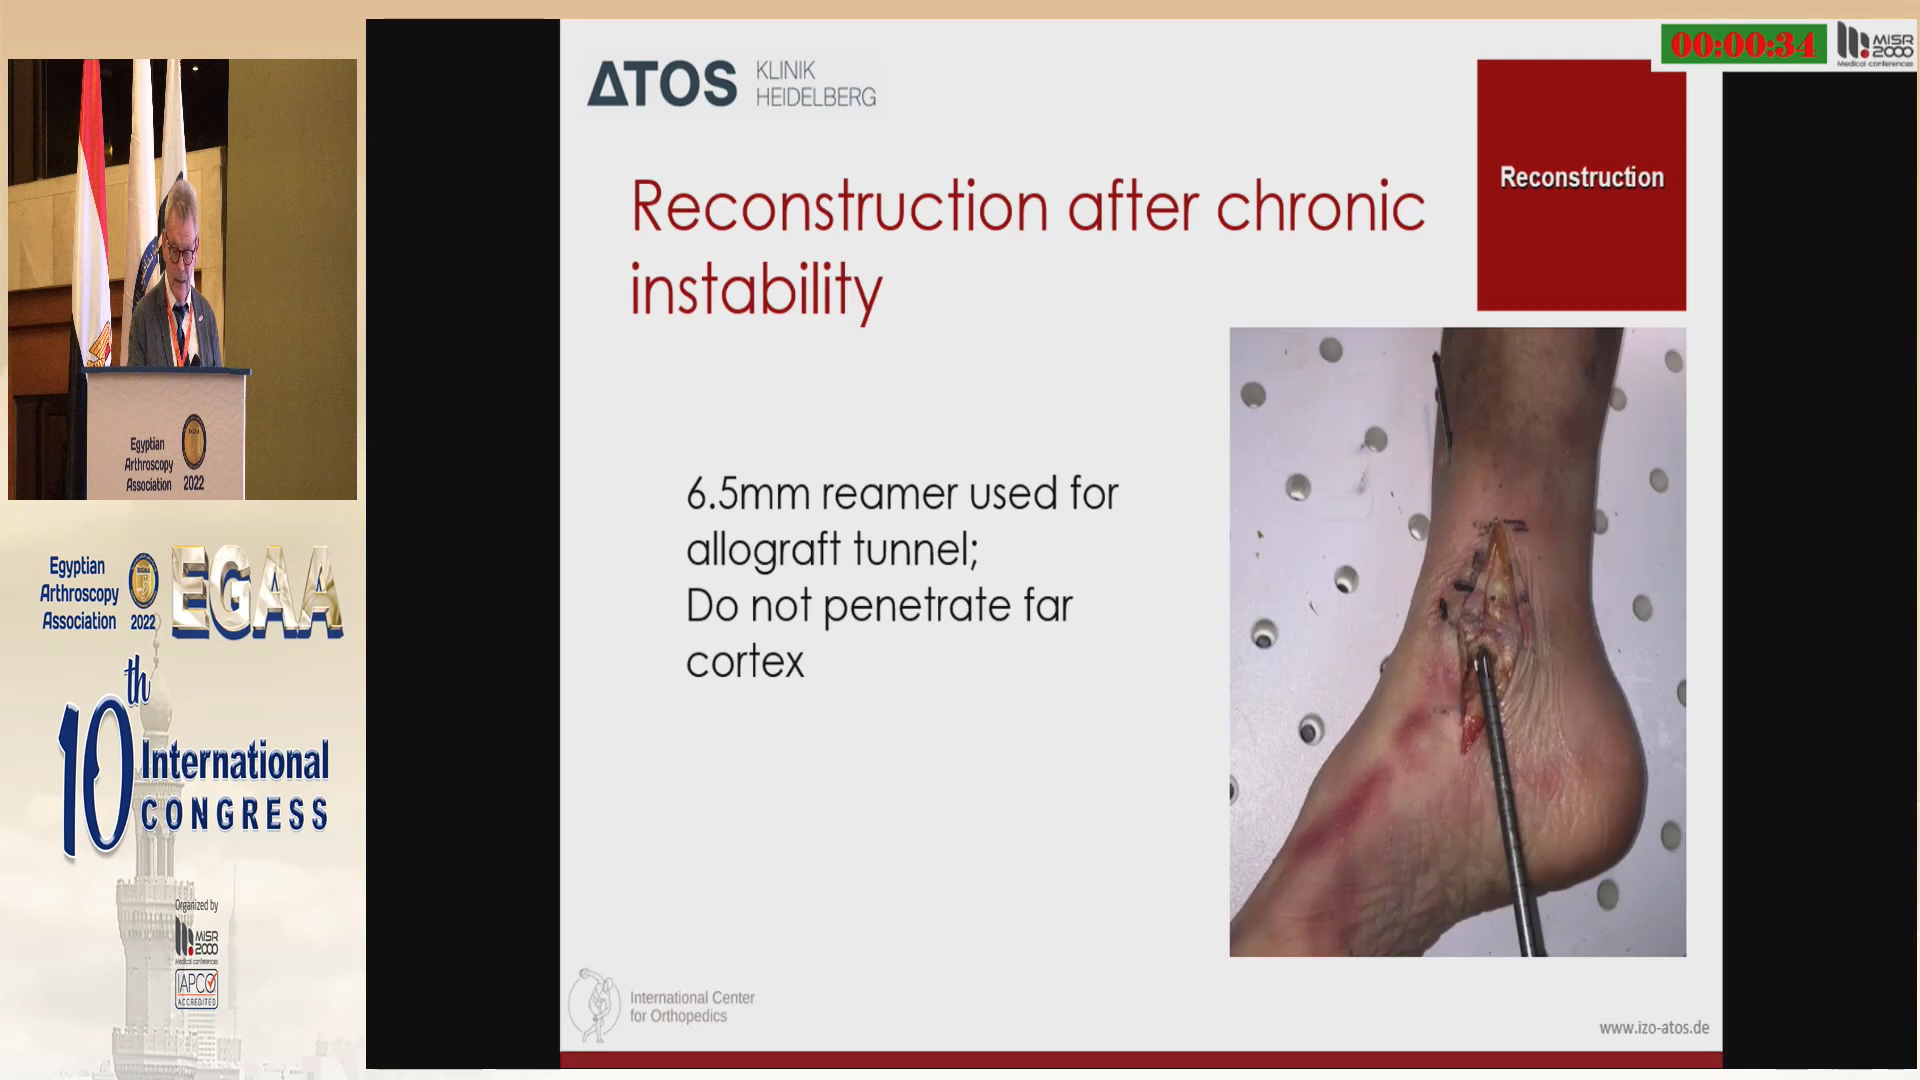 00:00:34
MISR
2000
Medical conferences
ATOS
KLINIK
HEIDELBERG
Reconstruction
Reconstruction after chronic
instability
6.5mm reamer used for
allograft tunnel;
Do not penetrate far
cortex
International Center
for Orthopedics
www.izo-atos.de
Egyptian
Arthroscopy
Association
2022
Egyptian
Arthroscopy
Association
2022
EGAA
10th
International
CONGRESS
Organized by
MISR
2000
Medical conferences
IAPCO
ACCREDITED